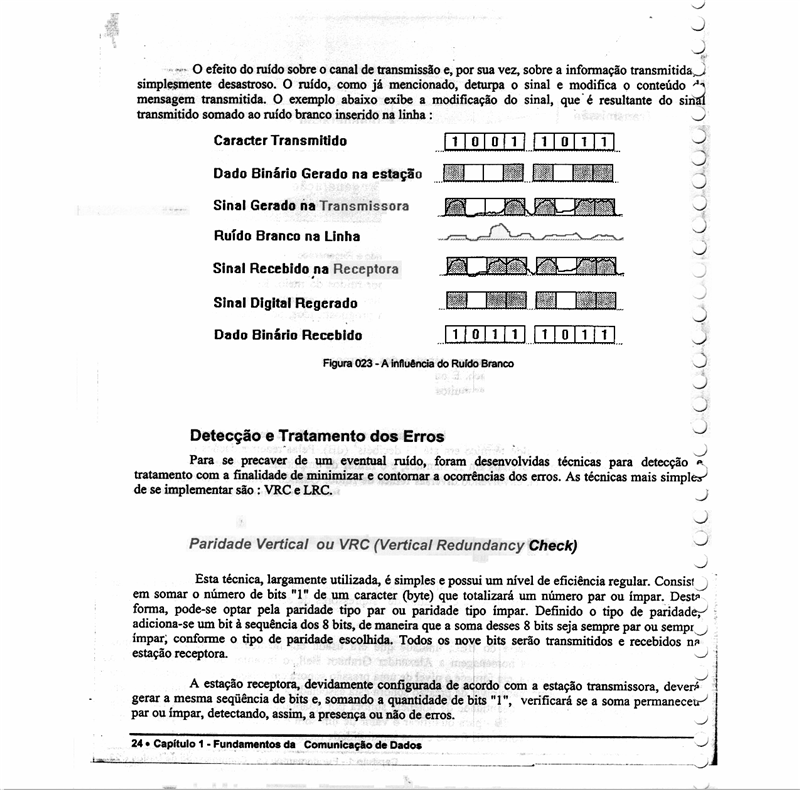 O efeito do ruído sobre o canal de transmissão e, por sua vez, sobre a informação transmitida,
simplesmente desastroso. O ruído, como já mencionado, deturpa o sinal e modifica o conteúdo
mensagem transmitida. O exemplo abaixo exibe a modificação do sinal, que é resultante do sinal
transmitido somado ao ruído branco inserido na linha :
Caracter Transmitido 1 0 0 1 1 0 1 1
Dado Binário Gerado na estação
Sinal Gerado na Transmissora
Ruído Branco na Linha
Sinal Recebido na Receptora
Sinal Digital Regerado
Dado Binário Recebido 1 0 1 1 1 0 1 1
Figura 023 - A influência do Ruído Branco
Detecção e Tratamento dos Erros
Para se precaver de um eventual ruído, foram desenvolvidas técnicas para detecção e
tratamento com a finalidade de minimizar e contornar a ocorrências dos erros. As técnicas mais simples
de se implementar são : VRC e LRC.
Paridade Vertical ou VRC (Vertical Redundancy Check)
Esta técnica, largamente utilizada, é simples e possui um nível de eficiência regular. Consist
em somar o número de bits "1" de um caracter (byte) que totalizará um número par ou ímpar. Desta
forma, pode-se optar pela paridade tipo par ou paridade tipo ímpar. Definido o tipo de paridade,
adiciona-se um bit à sequência dos 8 bits, de maneira que a soma desses 8 bits seja sempre par ou sempr
ímpar, conforme o tipo de paridade escolhida. Todos os nove bits serão transmitidos e recebidos na
estação receptora.
A estação receptora, devidamente configurada de acordo com a estação transmissora, deverá
gerar a mesma seqüência de bits e, somando a quantidade de bits "1", verificará se a soma permaneceu
par ou ímpar, detectando, assim, a presença ou não de erros.
24 • Capítulo 1 - Fundamentos da Comunicação de Dados